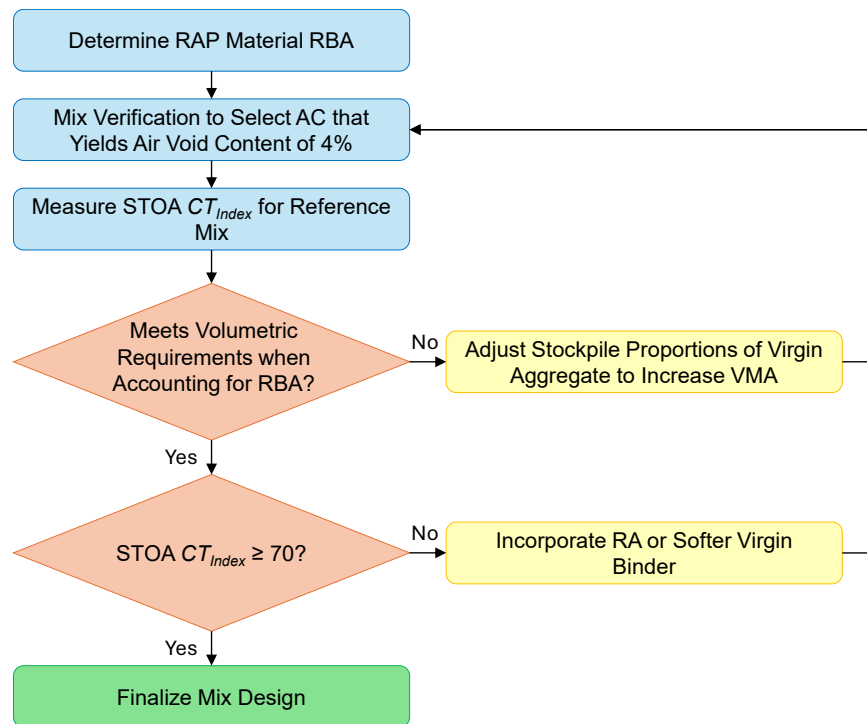 Determine RAP Material RBA
Mix Verification to Select AC that
Yields Air Void Content of 4%
Measure STOA CT_Index for Reference
Mix
Meets Volumetric
Requirements when
Accounting for RBA?
No
Adjust Stockpile Proportions of Virgin
Aggregate to Increase VMA
Yes
STOA CT_Index ≥ 70?
No
Incorporate RA or Softer Virgin
Binder
Yes
Finalize Mix Design